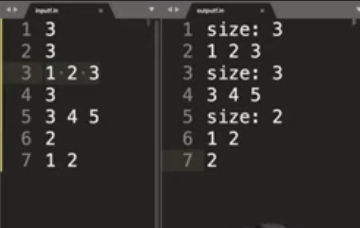 inputf.in
outputf.in
1 3
2 3
3 1 2 3
4 3
5 3 4 5
6 2
7 1 2
1 size: 3
2 1 2 3
3 size: 3
4 3 4 5
5 size: 2
6 1 2
7 2